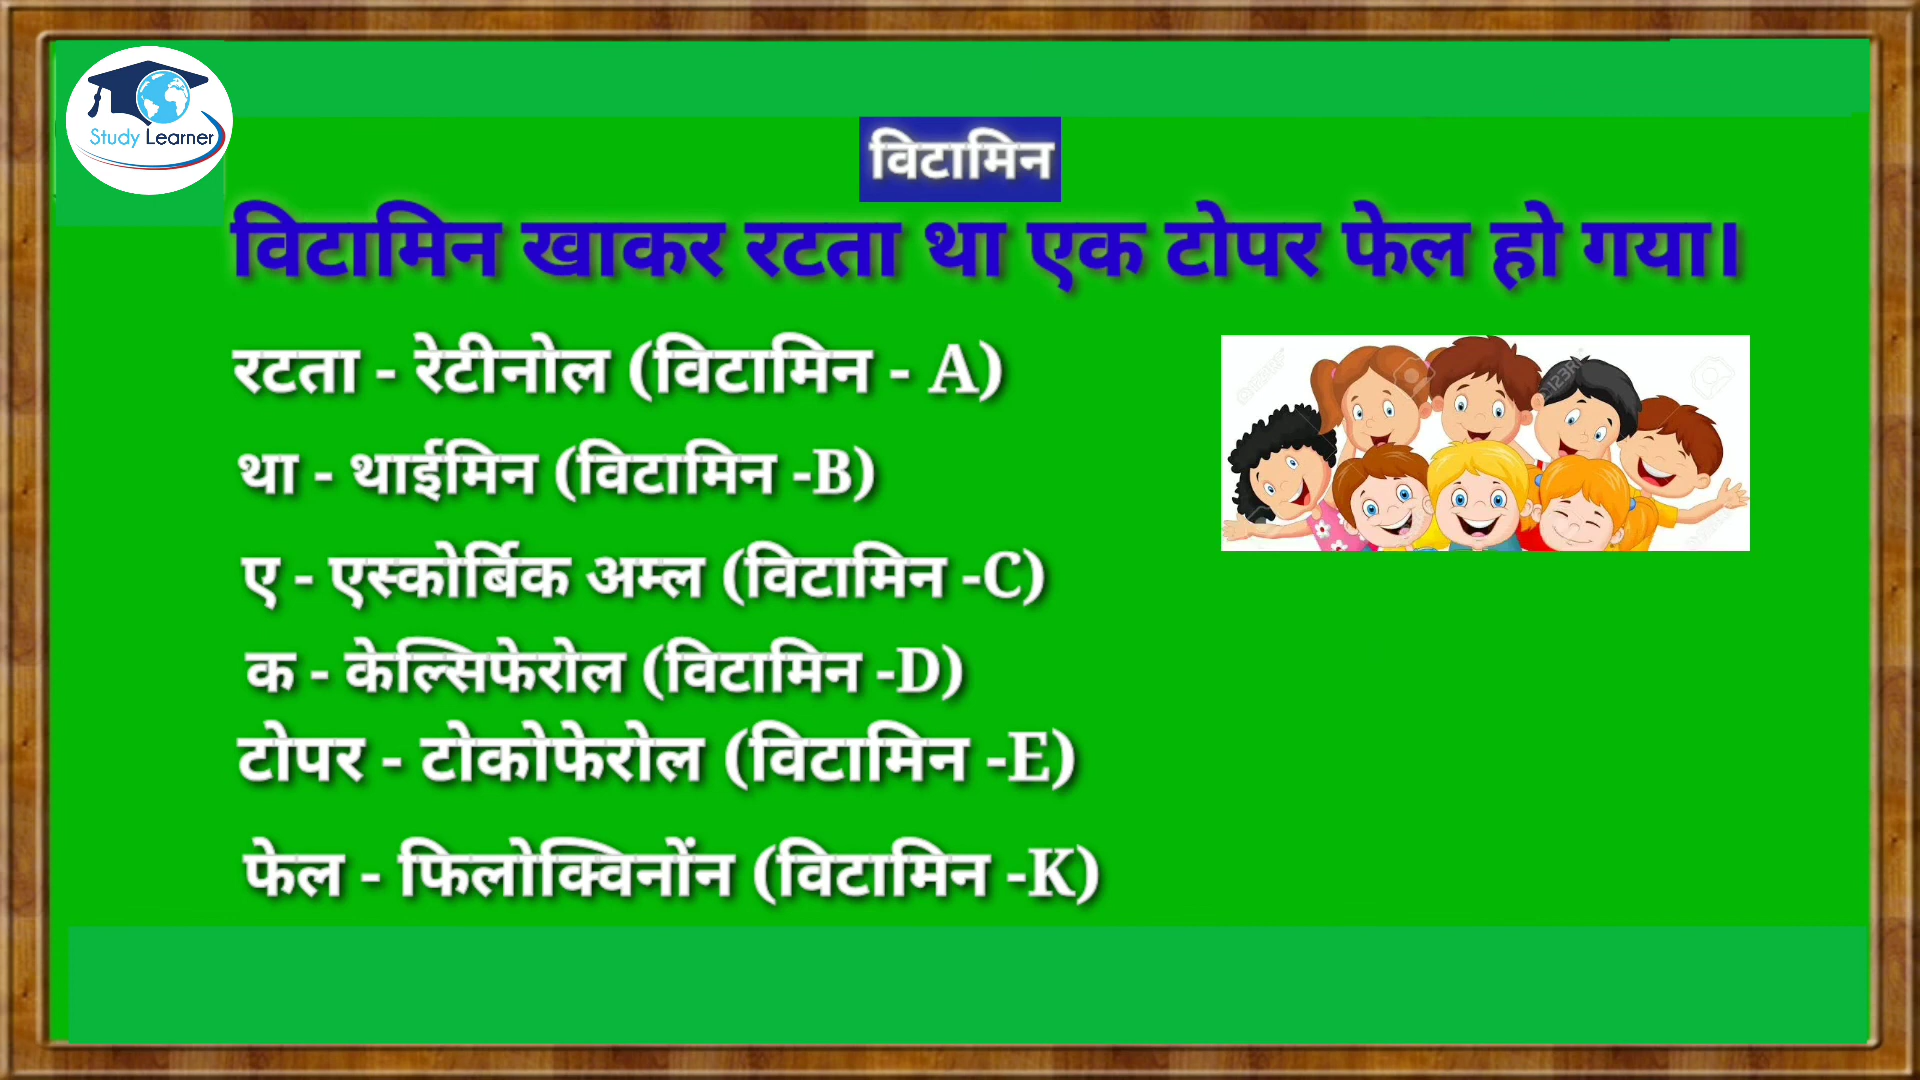 Study Learner
विटामिन
विटामिन खाकर रटता था एक टोपर फेल हो गया।
रटता - रेटीनोल (विटामिन - A)
था - थाईमिन (विटामिन -B)
ए - एस्कोर्बिक अम्ल (विटामिन -C)
क - केल्सिफेरोल (विटामिन -D)
टोपर - टोकोफेरोल (विटामिन -E)
फेल - फिलोक्विनोंन (विटामिन -K)